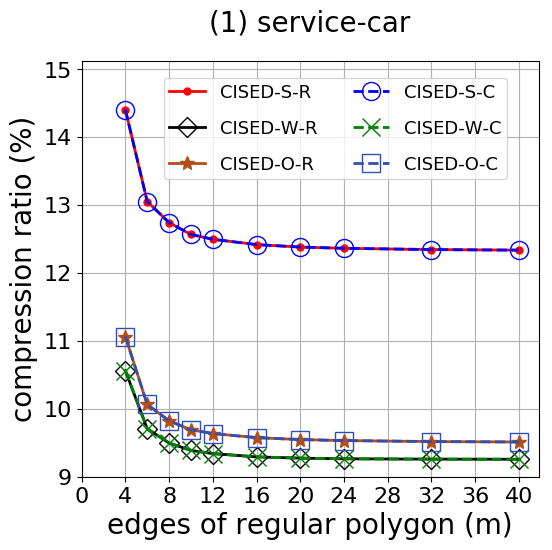 (1) service-car
compression ratio (%)
15
14
13
12
11
10
9
CISED-S-R
CISED-W-R
CISED-O-R
CISED-S-C
CISED-W-C
CISED-O-C
0 4 8 12 16 20 24 28 32 36 40
edges of regular polygon (m)